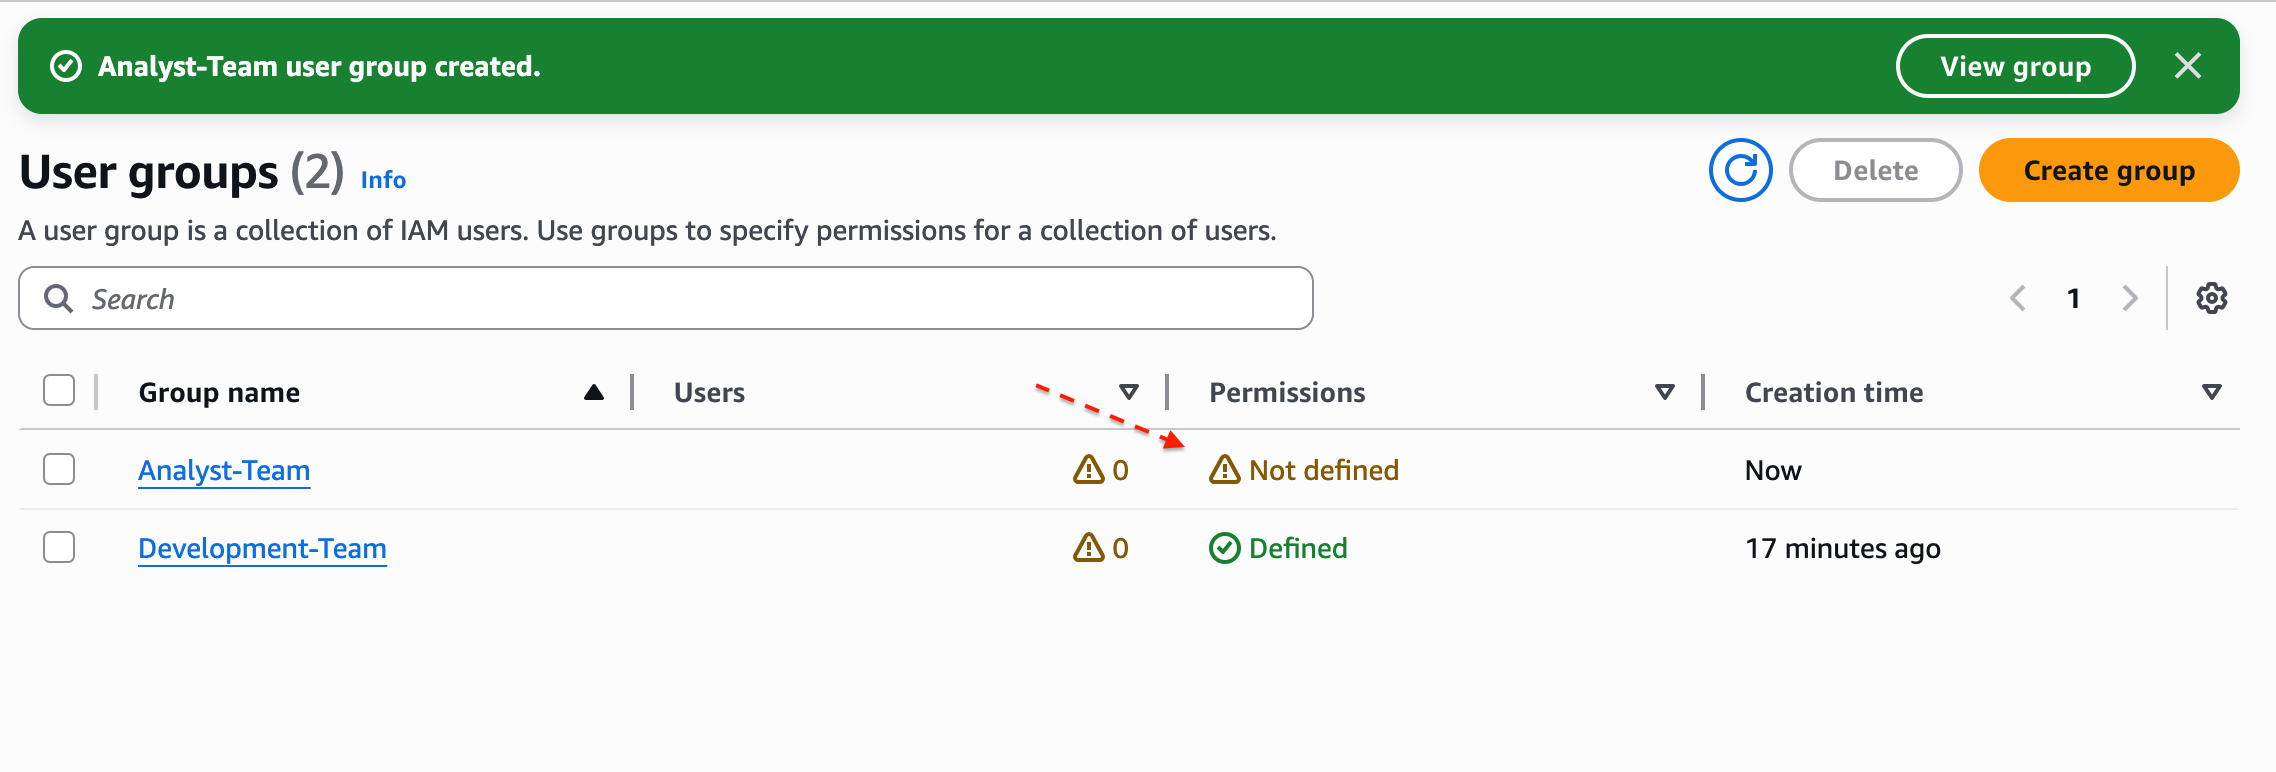 Analyst-Team user group created.
View group
User groups (2) Info
Delete
Create group
A user group is a collection of IAM users. Use groups to specify permissions for a collection of users.
Search
1
Group name
Users
Permissions
Creation time
Analyst-Team
0
Not defined
Now
Development-Team
0
Defined
17 minutes ago